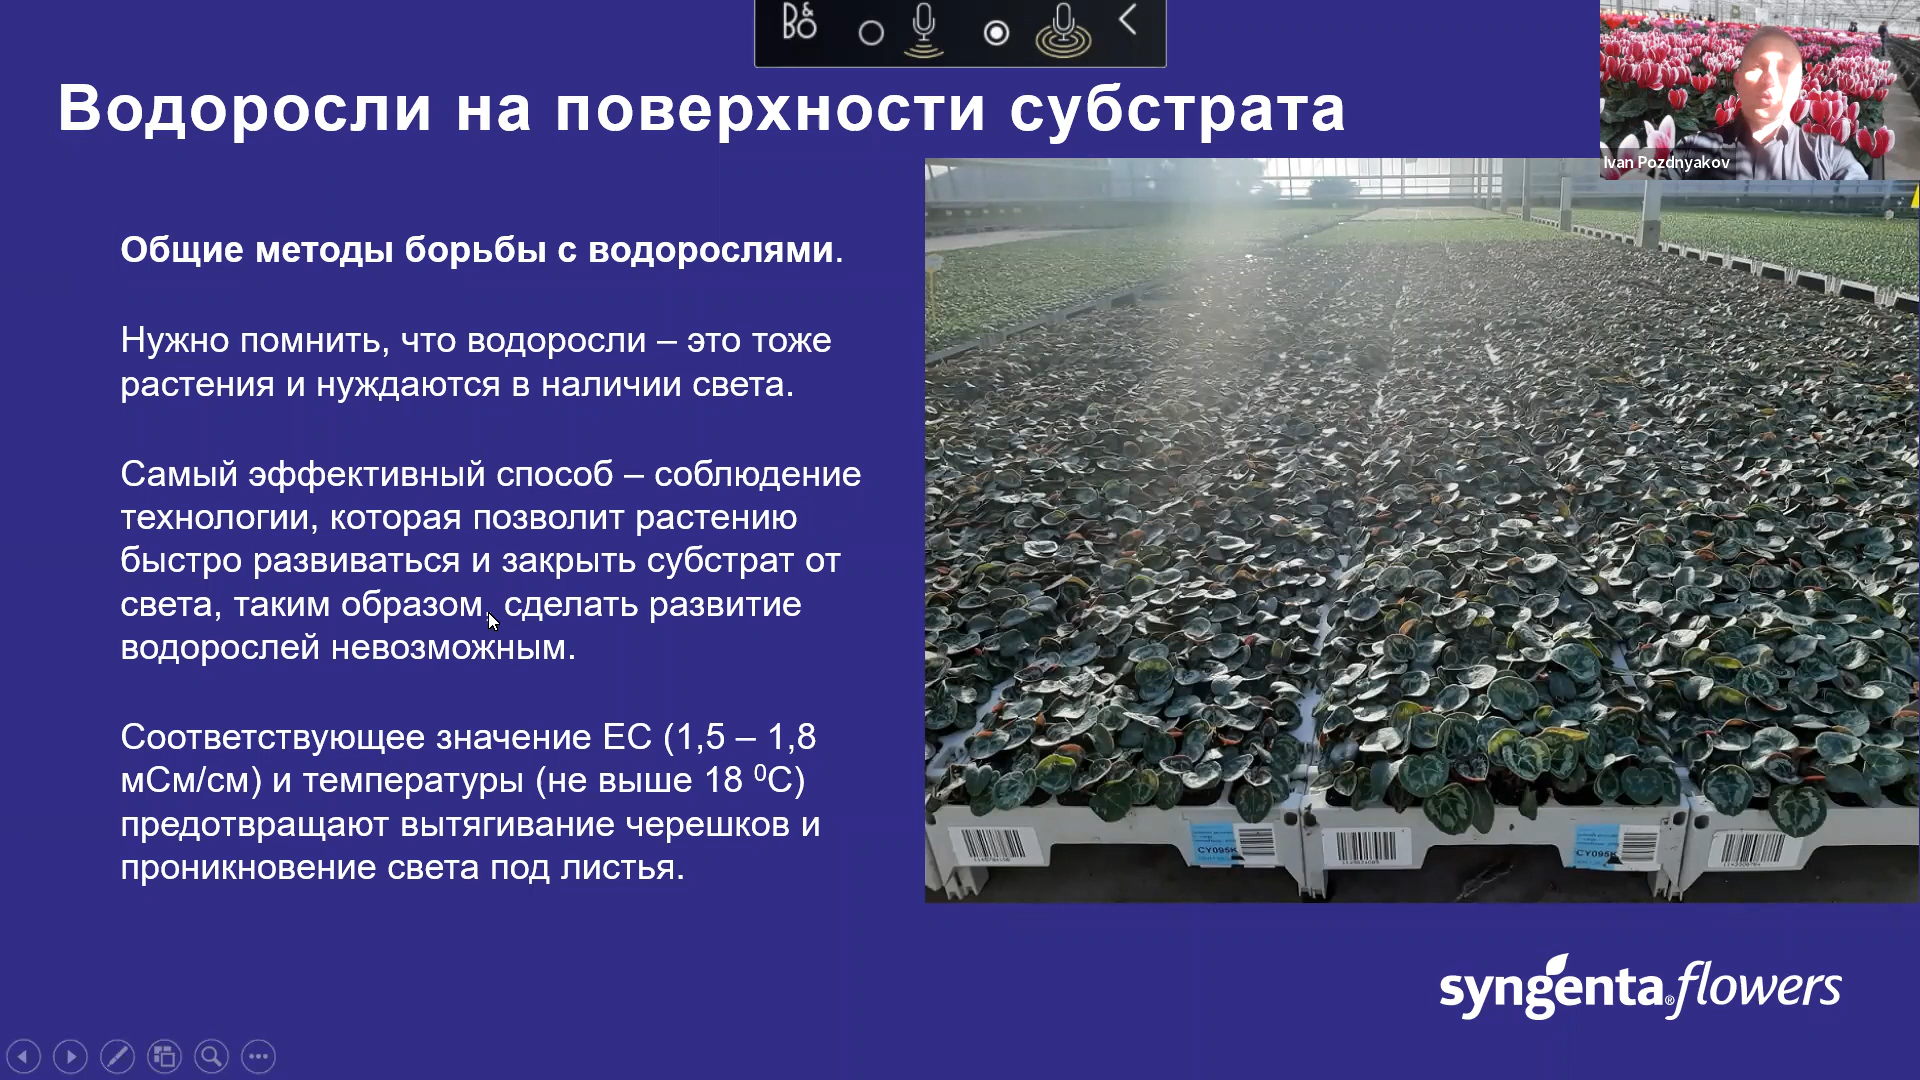 B&O
Водоросли на поверхности субстрата
Ivan Pozdnyakov
Общие методы борьбы с водорослями.
Нужно помнить, что водоросли – это тоже
растения и нуждаются в наличии света.
Самый эффективный способ – соблюдение
технологии, которая позволит растению
быстро развиваться и закрыть субстрат от
света, таким образом, сделать развитие
водорослей невозможным.
Соответствующее значение ЕС (1,5 – 1,8
мСм/см) и температуры (не выше 18 ⁰С)
предотвращают вытягивание черешков и
проникновение света под листья.
CY095K
CY095K
syngenta® flowers